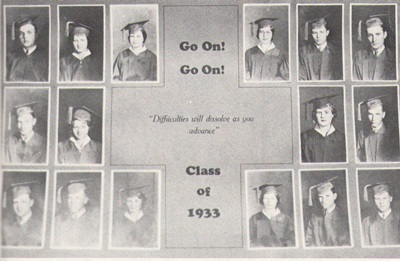 Go On!
Go On!
"Difficulties will dissolve as you
advance"
Class
of
1933